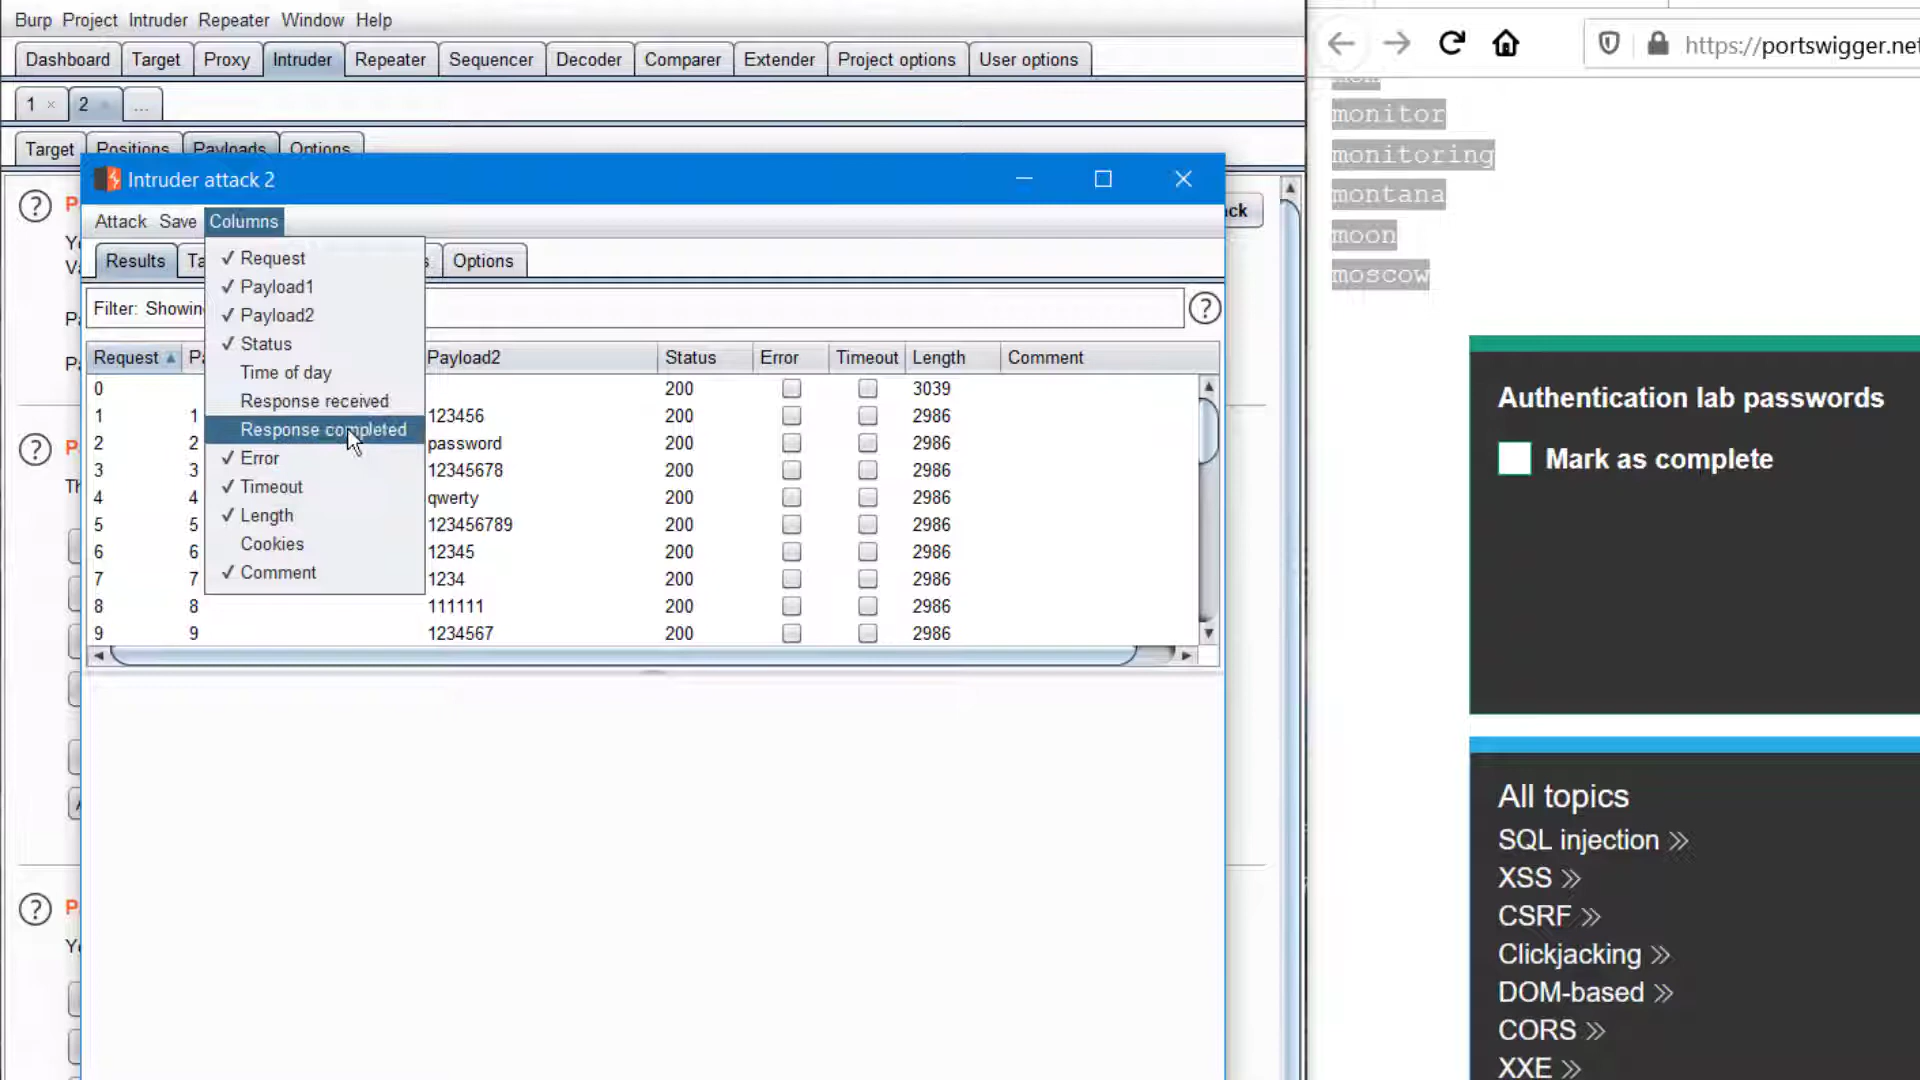 Burp Project Intruder Repeater Window Help
Dashboard Target Proxy Intruder Repeater Sequencer Decoder Comparer Extender Project options User options
1 × 2 × ...
Target Positions Payloads Options
Intruder attack 2
Attack Save Columns
Results Ta s Options
Filter: Showing
Request Pa Payload2 Status Error Timeout Length Comment
0 200 3039
1 1 123456 200 2986
2 2 password 200 2986
3 3 12345678 200 2986
4 4 qwerty 200 2986
5 5 123456789 200 2986
6 6 12345 200 2986
7 7 1234 200 2986
8 8 111111 200 2986
9 9 1234567 200 2986
✓ Request
✓ Payload1
✓ Payload2
✓ Status
Time of day
Response received
Response completed
✓ Error
✓ Timeout
✓ Length
Cookies
✓ Comment
https://portswigger.net
monitor
monitoring
montana
moon
moscow
Authentication lab passwords
Mark as complete
All topics
SQL injection »
XSS »
CSRF »
Clickjacking »
DOM-based »
CORS »
XXE »